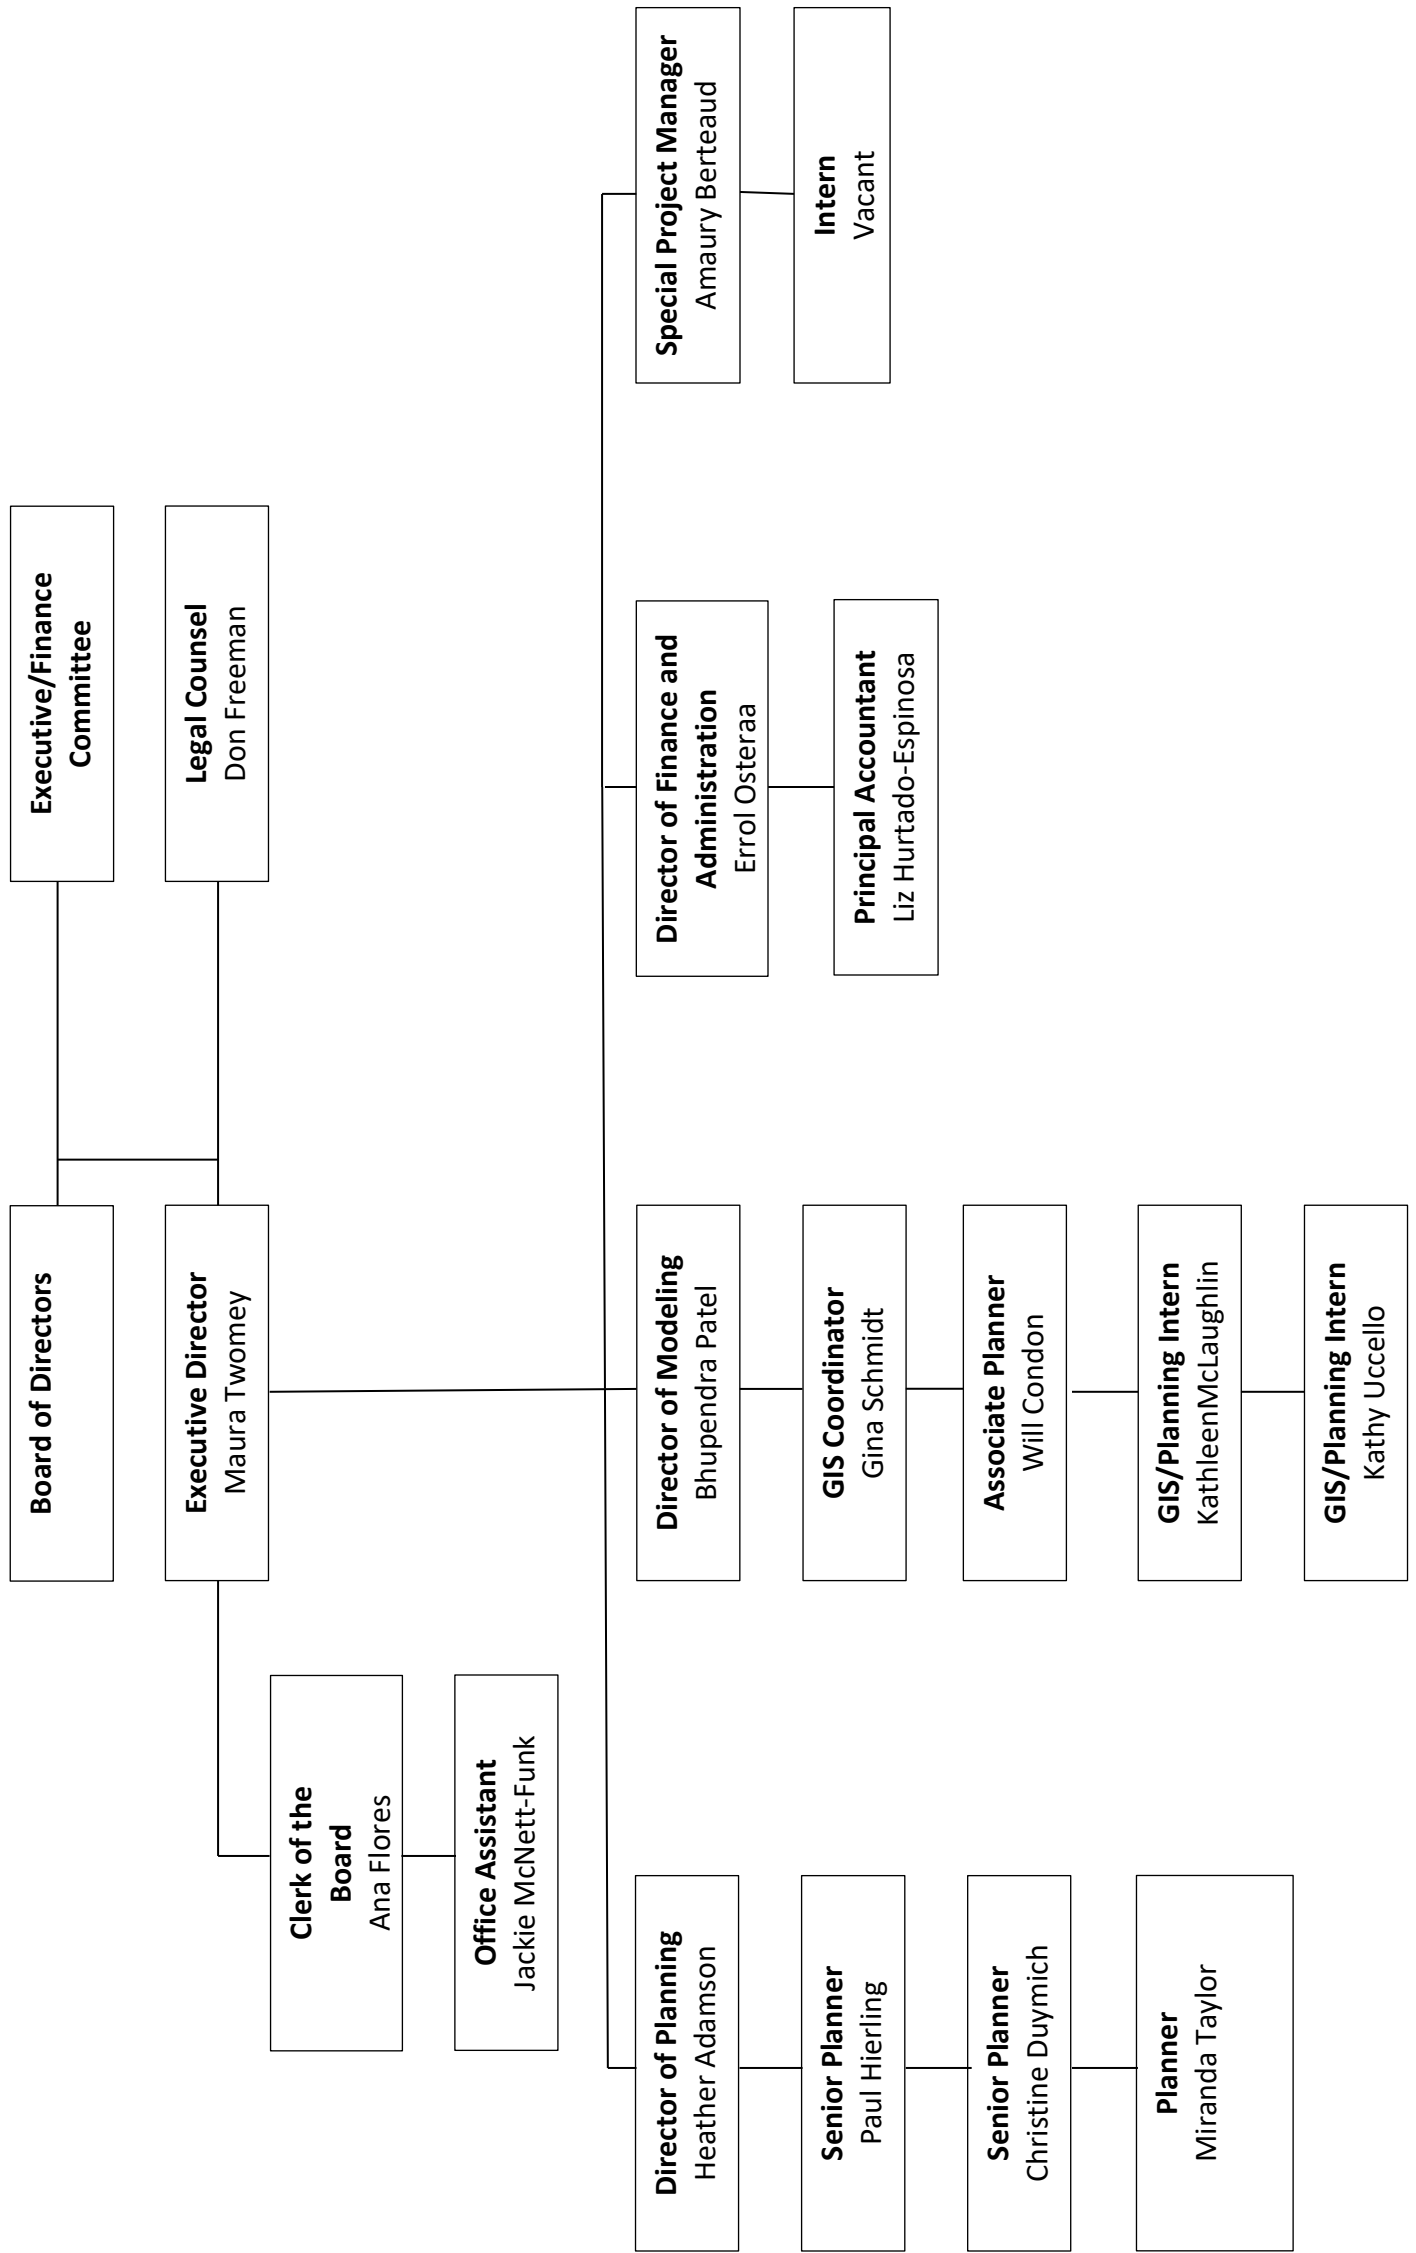 Board of Directors
Executive/Finance
Committee
Executive Director
Maura Twomey
Legal Counsel
Don Freeman
Clerk of the
Board
Ana Flores
Office Assistant
Jackie McNett-Funk
Director of Planning
Heather Adamson
Senior Planner
Paul Hierling
Senior Planner
Christine Duymich
Planner
Miranda Taylor
Director of Modeling
Bhupendra Patel
GIS Coordinator
Gina Schmidt
Associate Planner
Will Condon
GIS/Planning Intern
KathleenMcLaughlin
GIS/Planning Intern
Kathy Uccello
Director of Finance and
Administration
Errol Osteraa
Principal Accountant
Liz Hurtado-Espinosa
Special Project Manager
Amaury Berteaud
Intern
Vacant